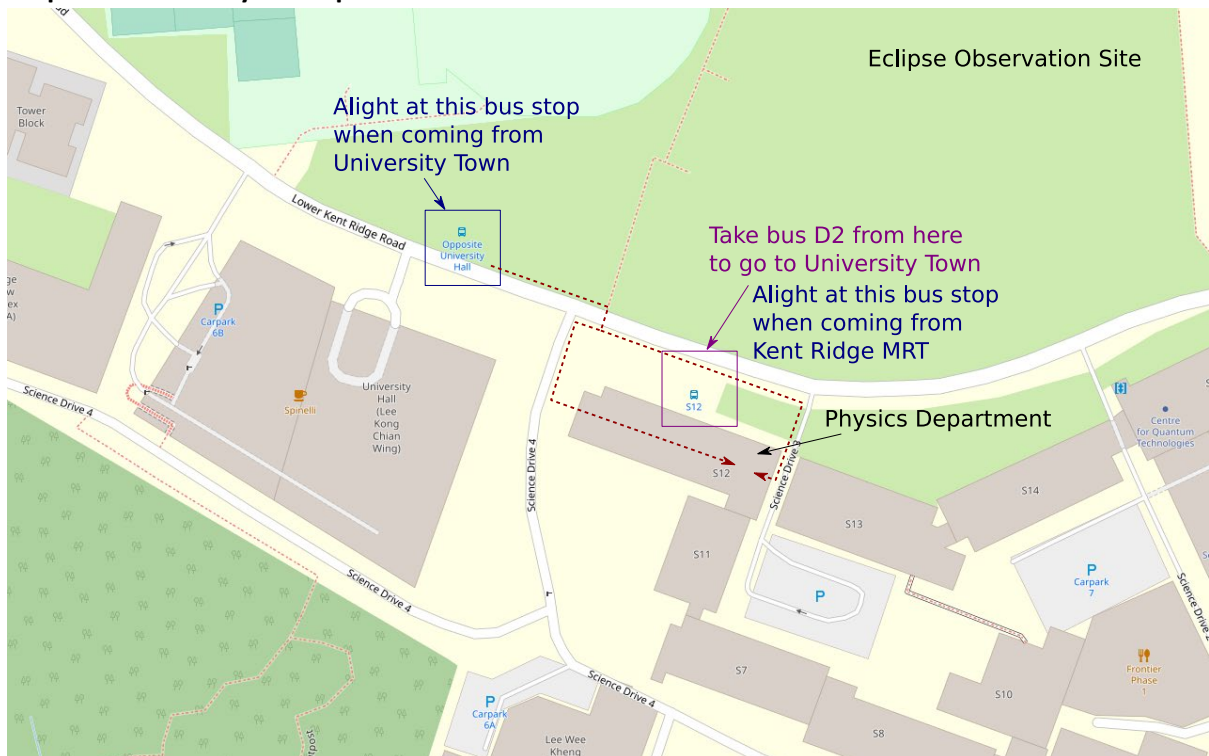 Eclipse Observation Site
Tower
Block
Alight at this bus stop
when coming from
University Town
Lower Kent Ridge Road
Opposite
University
Hall
Take bus D2 from here
to go to University Town
Alight at this bus stop
when coming from
Kent Ridge MRT
P
Carpark
6B
Spinelli
University
Hall
(Lee
Kong
Chian
Wing)
Science Drive 4
S12
Physics Department
Centre
for Quantum
Technologies
Science Drive 4
S12
Science Drive 3
S14
S13
S11
P
P
Carpark
7
Science Drive 2
Science Drive 4
Frontier
Phase
1
S7
S10
Science Drive 4
P
Carpark
6A
S8
Lee Wee
Kheng